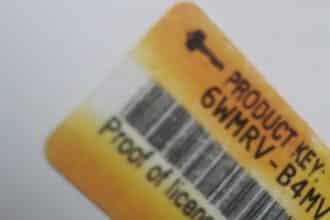 PRODUCT KEY:
6WMRV-B4MV
Proof of licen